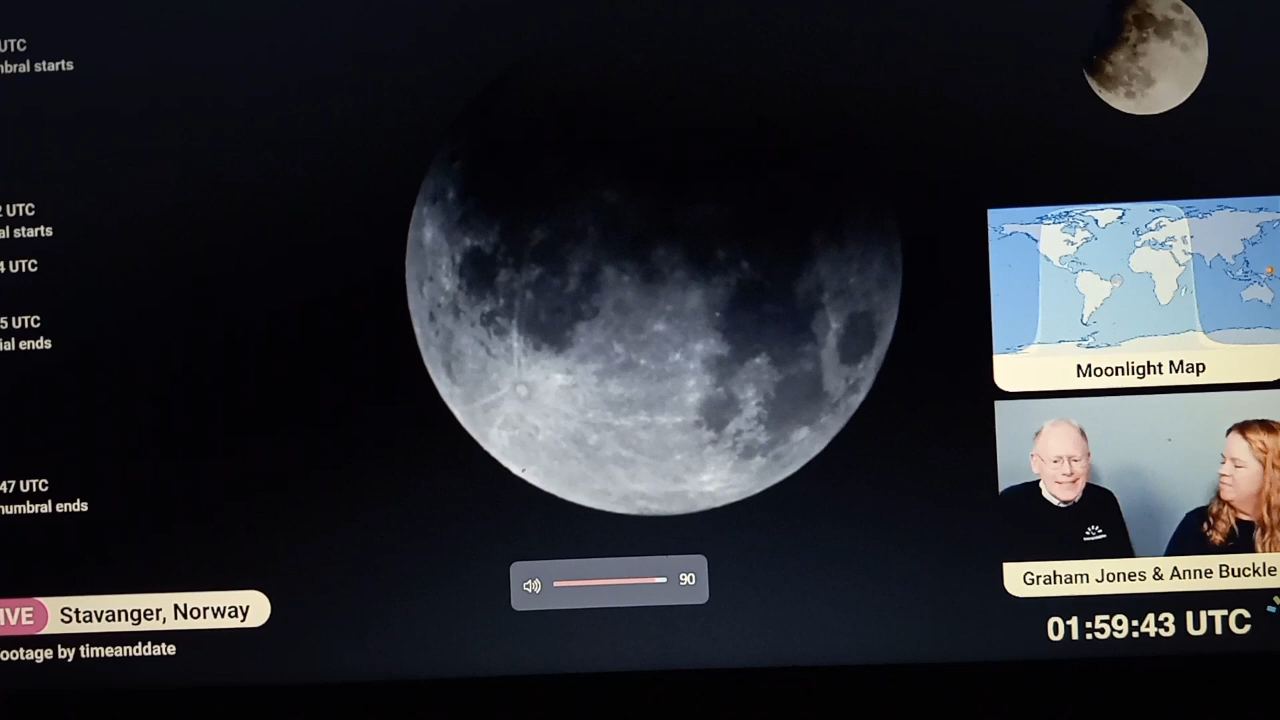 UTC
mbral starts
2 UTC
al starts
4 UTC
5 UTC
ial ends
47 UTC
numbral ends
IVE
Stavanger, Norway
ootage by timeanddate
90
Moonlight Map
Graham Jones & Anne Buckle
01:59:43 UTC